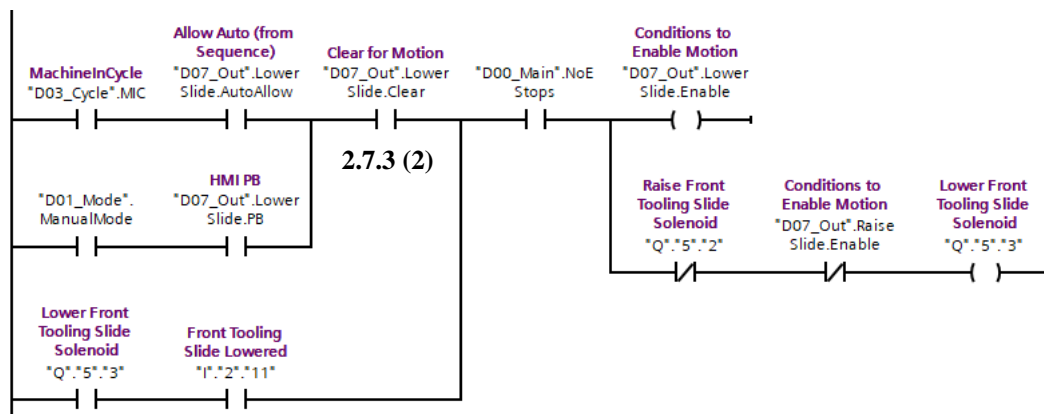 MachineInCycle
"D03_Cycle".MIC
Allow Auto (from
Sequence)
"D07_Out".Lower
Slide.AutoAllow
Clear for Motion
"D07_Out".Lower
Slide.Clear
"D00_Main".NoE
Stops
Conditions to
Enable Motion
"D07_Out".Lower
Slide.Enable
2.7.3 (2)
"D01_Mode".
ManualMode
HMI PB
"D07_Out".Lower
Slide.PB
Raise Front
Tooling Slide
Solenoid
"Q"."5"."2"
Conditions to
Enable Motion
"D07_Out".Raise
Slide.Enable
Lower Front
Tooling Slide
Solenoid
"Q"."5"."3"
Lower Front
Tooling Slide
Solenoid
"Q"."5"."3"
Front Tooling
Slide Lowered
"I"."2"."11"